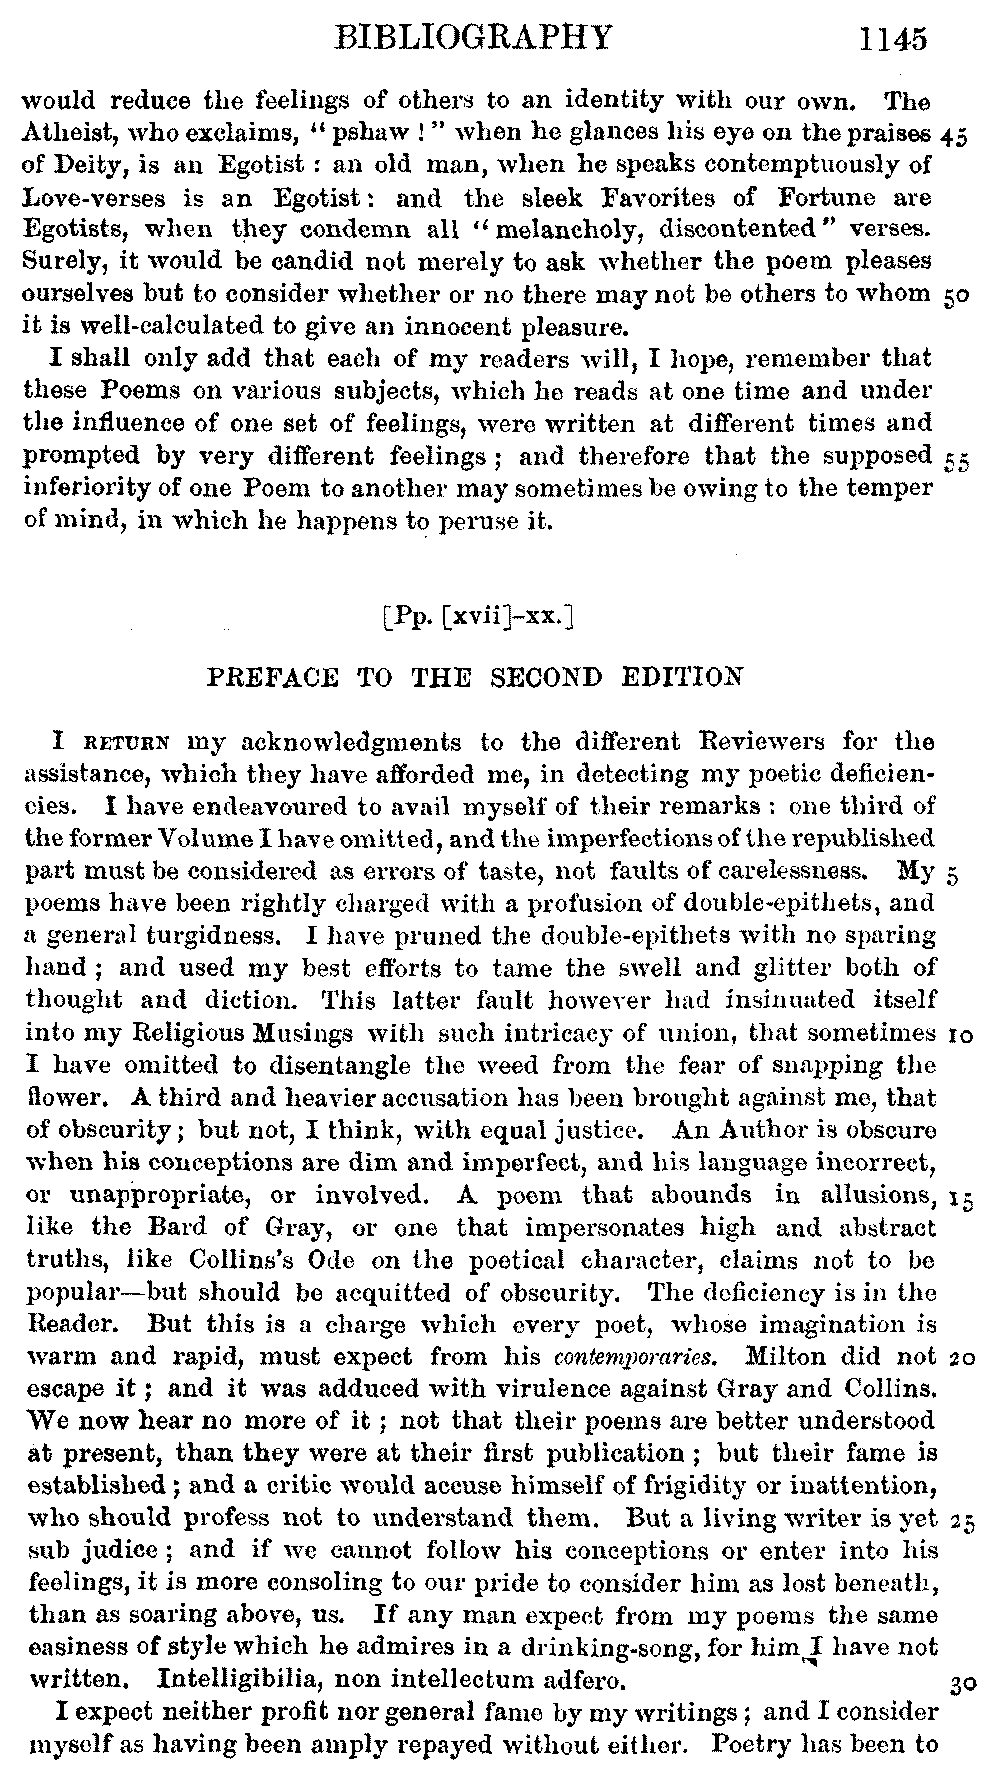 BIBLIOGRAPHY 1145
would reduce the feelings of others to an identity with our own. The
Atheist, who exclaims, “pshaw!” when he glances his eye on the praises 45
of Deity, is an Egotist: an old man, when he speaks contemptuously of
Love-verses is an Egotist: and the sleek Favorites of Fortune are
Egotists, when they condemn all “melancholy, discontented” verses.
Surely, it would be candid not merely to ask whether the poem pleases
ourselves but to consider whether or no there may not be others to whom 50
it is well-calculated to give an innocent pleasure.
I shall only add that each of my readers will, I hope, remember that
these Poems on various subjects, which he reads at one time and under
the influence of one set of feelings, were written at different times and
prompted by very different feelings; and therefore that the supposed 55
inferiority of one Poem to another may sometimes be owing to the temper
of mind, in which he happens to peruse it.
[Pp. [xvii]-xx.]
PREFACE TO THE SECOND EDITION
I RETURN my acknowledgments to the different Reviewers for the
assistance, which they have afforded me, in detecting my poetic deficien-
cies. I have endeavoured to avail myself of their remarks: one third of
the former Volume I have omitted, and the imperfections of the republished
part must be considered as errors of taste, not faults of carelessness. My 5
poems have been rightly charged with a profusion of double-epithets, and
a general turgidness. I have pruned the double-epithets with no sparing
hand; and used my best efforts to tame the swell and glitter both of
thought and diction. This latter fault however had insinuated itself
into my Religious Musings with such intricacy of union, that sometimes 10
I have omitted to disentangle the weed from the fear of snapping the
flower. A third and heavier accusation has been brought against me, that
of obscurity; but not, I think, with equal justice. An Author is obscure
when his conceptions are dim and imperfect, and his language incorrect,
or unappropriate, or involved. A poem that abounds in allusions, 15
like the Bard of Gray, or one that impersonates high and abstract
truths, like Collins's Ode on the poetical character, claims not to be
popular—but should be acquitted of obscurity. The deficiency is in the
Reader. But this is a charge which every poet, whose imagination is
warm and rapid, must expect from his contemporaries. Milton did not 20
escape it; and it was adduced with virulence against Gray and Collins.
We now hear no more of it; not that their poems are better understood
at present, than they were at their first publication; but their fame is
established; and a critic would accuse himself of frigidity or inattention,
who should profess not to understand them. But a living writer is yet 25
sub judice; and if we cannot follow his conceptions or enter into his
feelings, it is more consoling to our pride to consider him as lost beneath,
than as soaring above, us. If any man expect from my poems the same
easiness of style which he admires in a drinking-song, for him I have not
written. Intelligibilia, non intellectum adfero. 30
I expect neither profit nor general fame by my writings; and I consider
myself as having been amply repayed without either. Poetry has been to